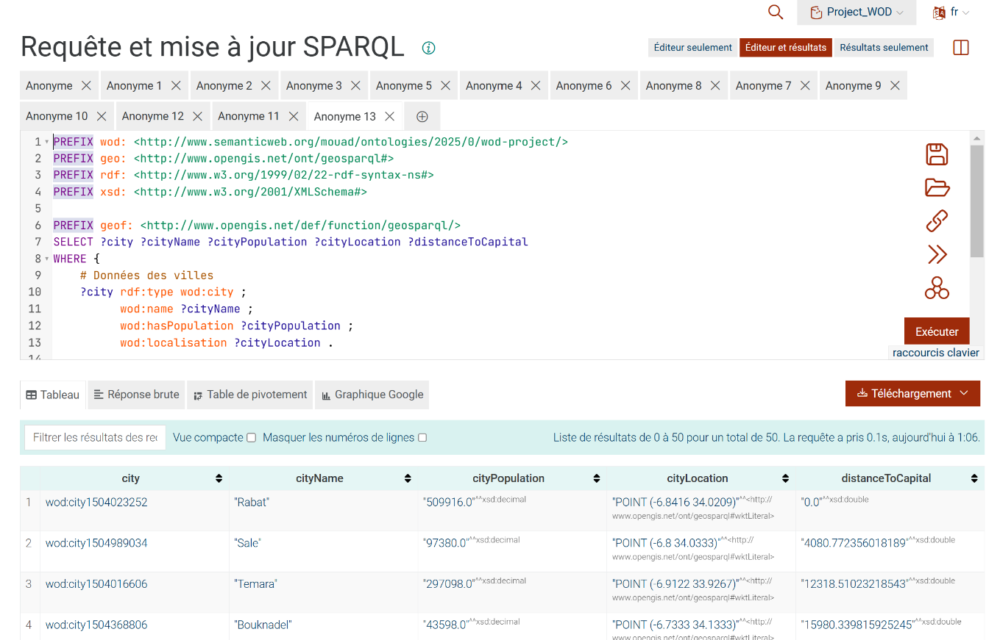 Project_WOD
fr
Requête et mise à jour SPARQL
Éditeur seulement
Éditeur et résultats
Résultats seulement
Anonyme
Anonyme 1
Anonyme 2
Anonyme 3
Anonyme 5
Anonyme 4
Anonyme 6
Anonyme 8
Anonyme 7
Anonyme 9
Anonyme 10
Anonyme 12
Anonyme 11
Anonyme 13
1 PREFIX wod: <http://www.semanticweb.org/mouad/ontologies/2025/0/wod-project/>
2 PREFIX geo: <http://www.opengis.net/ont/geosparql#>
3 PREFIX rdf: <http://www.w3.org/1999/02/22-rdf-syntax-ns#>
4 PREFIX xsd: <http://www.w3.org/2001/XMLSchema#>
5
6 PREFIX geof: <http://www.opengis.net/def/function/geosparql/>
7 SELECT ?city ?cityName ?cityPopulation ?cityLocation ?distanceToCapital
8 WHERE {
9 # Données des villes
10 ?city rdf:type wod:city ;
11 wod:name ?cityName ;
12 wod:hasPopulation ?cityPopulation ;
13 wod:localisation ?cityLocation .
14
Exécuter
raccourcis clavier
Tableau
Réponse brute
Table de pivotement
Graphique Google
Téléchargement
Filtrer les résultats des rec
Vue compacte
Masquer les numéros de lignes
Liste de résultats de 0 à 50 pour un total de 50. La requête a pris 0.1s, aujourd'hui à 1:06.
city cityName cityPopulation cityLocation distanceToCapital
1 wod:city1504023252 "Rabat" "509916.0"^^xsd:decimal "POINT (-6.8416 34.0209)"^^<http:// "0.0"^^xsd:double
www.opengis.net/ont/geosparql#wktLiteral>
2 wod:city1504989034 "Sale" "97380.0"^^xsd:decimal "POINT (-6.8 34.0333)"^^<http:// "4080.772356018189"^^xsd:double
www.opengis.net/ont/geosparql#wktLiteral>
3 wod:city1504016606 "Temara" "297098.0"^^xsd:decimal "POINT (-6.9122 33.9267)"^^<http:// "12318.51023218543"^^xsd:double
www.opengis.net/ont/geosparql#wktLiteral>
4 wod:city1504368806 "Bouknadel" "43598.0"^^xsd:decimal "POINT (-6.7333 34.1333)"^^<http:// "15980.339815925245"^^xsd:double
www.opengis.net/ont/geosparql#wktLiteral>